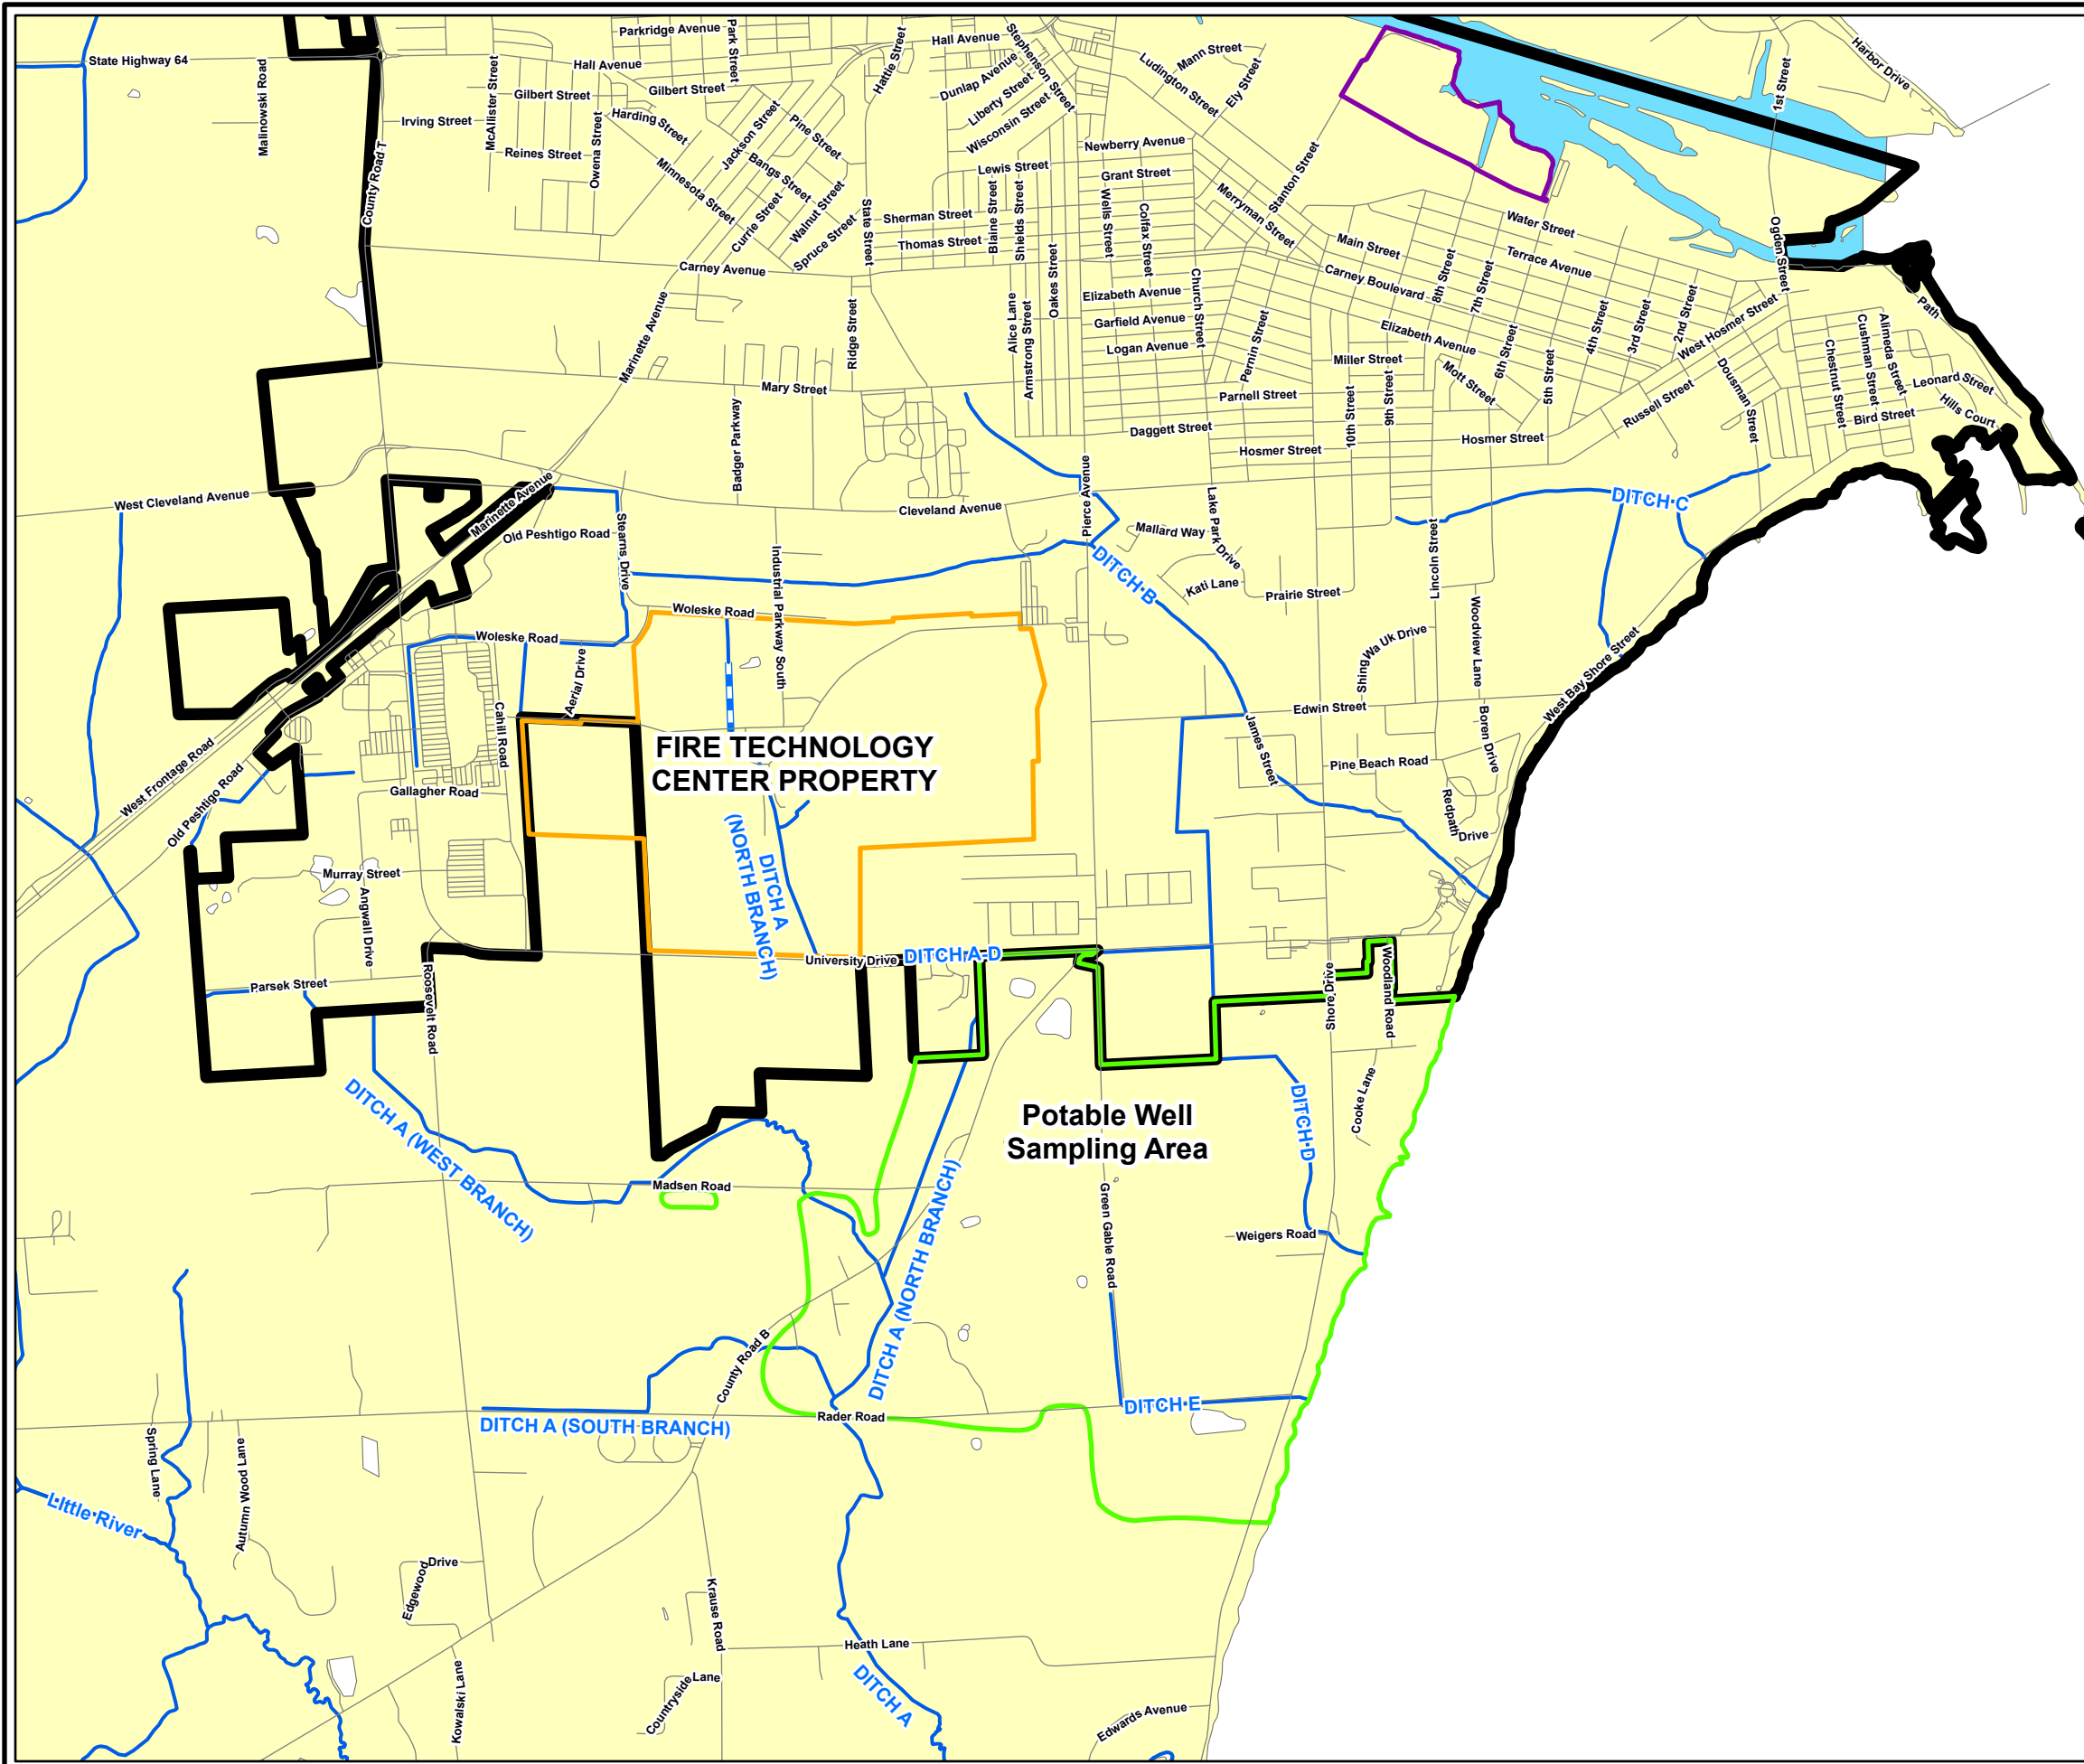 State Highway 64
Malinowski Road
County Road T
McAllister Street
Irving Street
Parkridge Avenue
Park Street
Hall Avenue
Gilbert Street
Gilbert Street
Harding Street
Reines Street
Owena Street
Minnesota Street
Jackson Street
Pine Street
Bangs Street
Currie Street
Walnut Street
Spruce Street
Hattie Street
Hall Avenue
Stephenson Street
Dunlap Avenue
Liberty Street
Wisconsin Street
Mann Street
Ludington Street
Ely Street
Newberry Avenue
Lewis Street
Grant Street
Stanton Street
Merryman Street
State Street
Sherman Street
Thomas Street
Blaine Street
Shields Street
Oakes Street
Wells Street
Colfax Street
Church Street
Carney Avenue
Marinette Avenue
Ridge Street
Alice Lane
Armstrong Street
Elizabeth Avenue
Garfield Avenue
Logan Avenue
Pernin Street
Main Street
Carney Boulevard
Elizabeth Avenue
Water Street
Terrace Avenue
8th Street
7th Street
6th Street
5th Street
4th Street
3rd Street
2nd Street
1st Street
Harbor Drive
Ogden Street
West Hosmer Street
Path
Alimeda Street
Cushman Street
Chestnut Street
Leonard Street
Hills Court
Bird Street
Dousman Street
Russell Street
Miller Street
Mott Street
9th Street
10th Street
Parnell Street
Daggett Street
Hosmer Street
Hosmer Street
Mary Street
Badger Parkway
West Cleveland Avenue
Marinette Avenue
Old Peshtigo Road
Stearns Drive
Cleveland Avenue
Pierce Avenue
Lake Park Drive
Mallard Way
Kati Lane
Prairie Street
Lincoln Street
DITCH C
DITCH B
Industrial Parkway South
Woleske Road
Woleske Road
Aerial Drive
Cahill Road
Woodview Lane
Shing Wa Uk Drive
Edwin Street
Boren Drive
West Bay Shore Street
James Street
Pine Beach Road
Redpath Drive
West Frontage Road
Old Peshtigo Road
Gallagher Road
FIRE TECHNOLOGY
CENTER PROPERTY
DITCH A
(NORTH BRANCH)
Murray Street
Angwall Drive
Parsek Street
Roosevelt Road
University Drive
DITCH A-D
Shore Drive
Woodland Road
Cooke Lane
DITCH D
Potable Well
Sampling Area
DITCH A (WEST BRANCH)
Madsen Road
DITCH A (NORTH BRANCH)
Green Gable Road
Weigers Road
County Road B
DITCH A (SOUTH BRANCH)
Rader Road
DITCH E
Spring Lane
Autumn Wood Lane
LIttle River
Edgewood Drive
Krause Road
Heath Lane
Kowalski Lane
Countryside Lane
DITCH A
Edwards Avenue